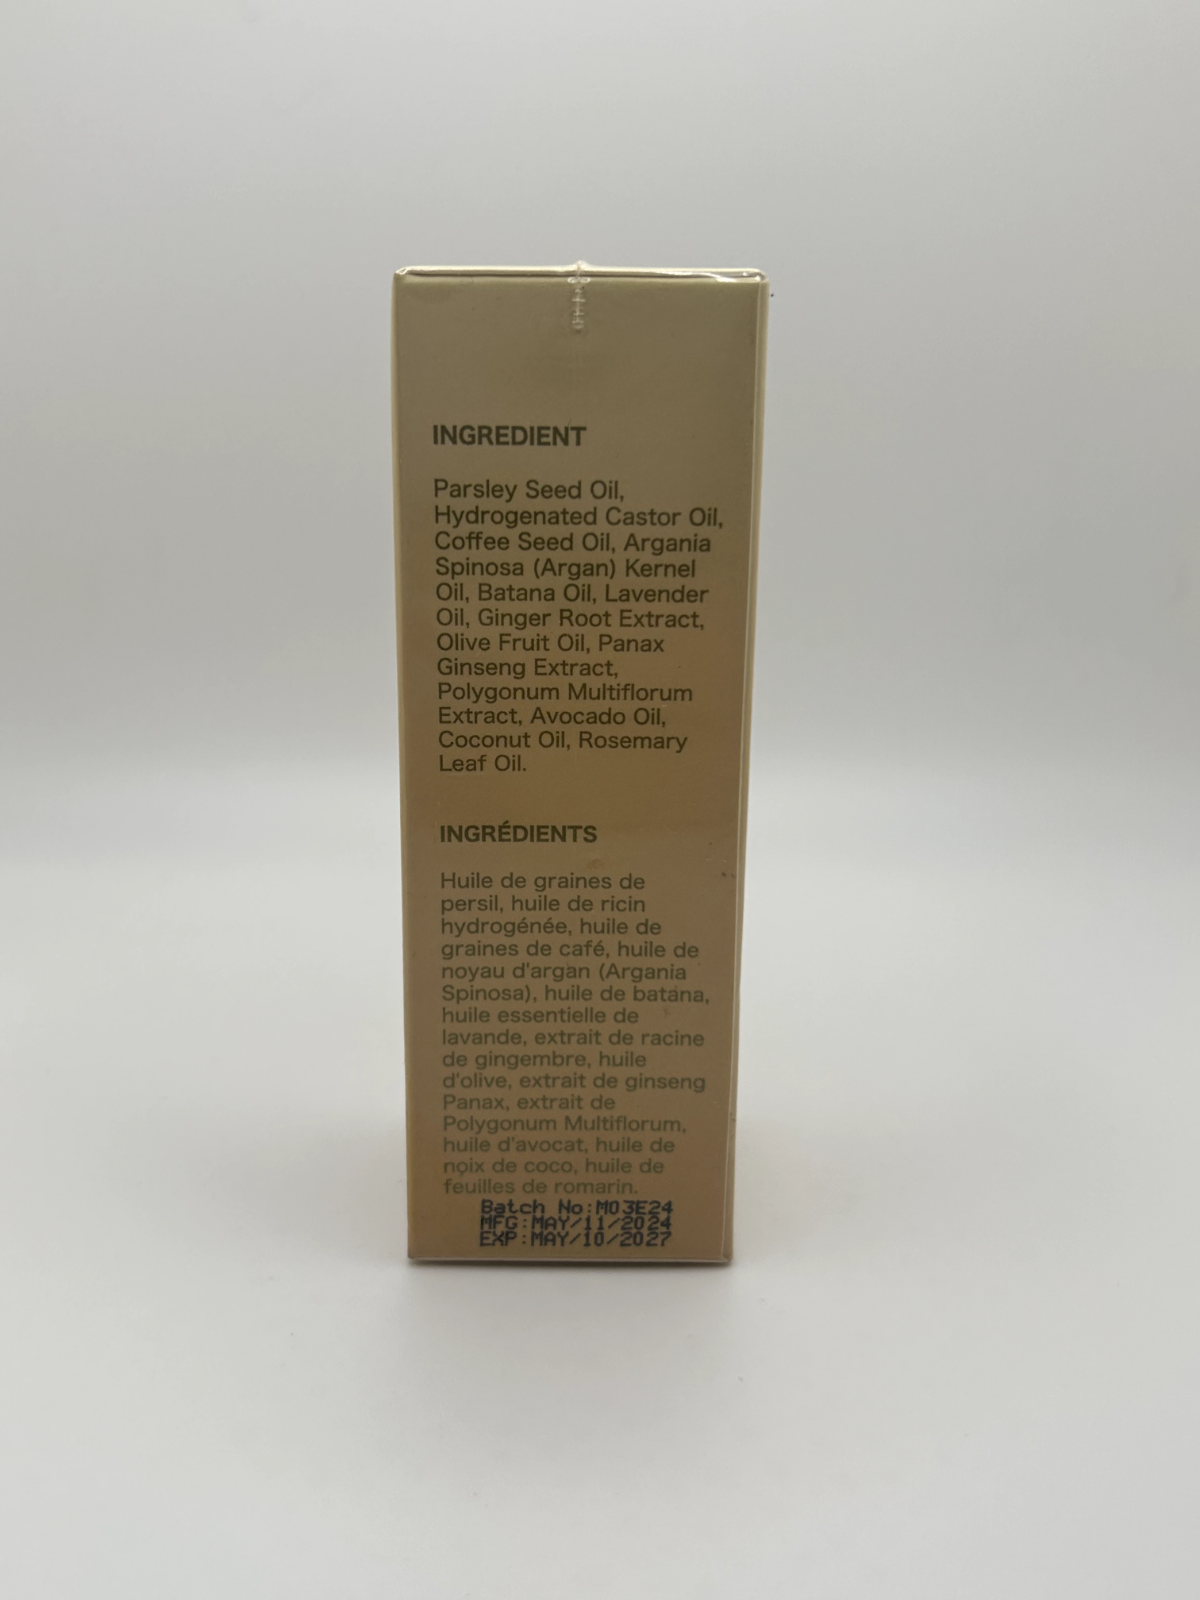 INGREDIENT
Parsley Seed Oil,
Hydrogenated Castor Oil,
Coffee Seed Oil, Argania
Spinosa (Argan) Kernel
Oil, Batana Oil, Lavender
Oil, Ginger Root Extract,
Olive Fruit Oil, Panax
Ginseng Extract,
Polygonum Multiflorum
Extract, Avocado Oil,
Coconut Oil, Rosemary
Leaf Oil.
INGRÉDIENTS
Huile de graines de
persil, huile de ricin
hydrogénée, huile de
graines de café, huile de
noyau d'argan (Argania
Spinosa), huile de batana,
huile essentielle de
lavande, extrait de racine
de gingembre, huile
d'olive, extrait de ginseng
Panax, extrait de
Polygonum Multiflorum,
huile d'avocat, huile de
noix de coco, huile de
feuilles de romarin.
Batch No:M03E24
MFG:MAY/11/2024
EXP:MAY/10/2027